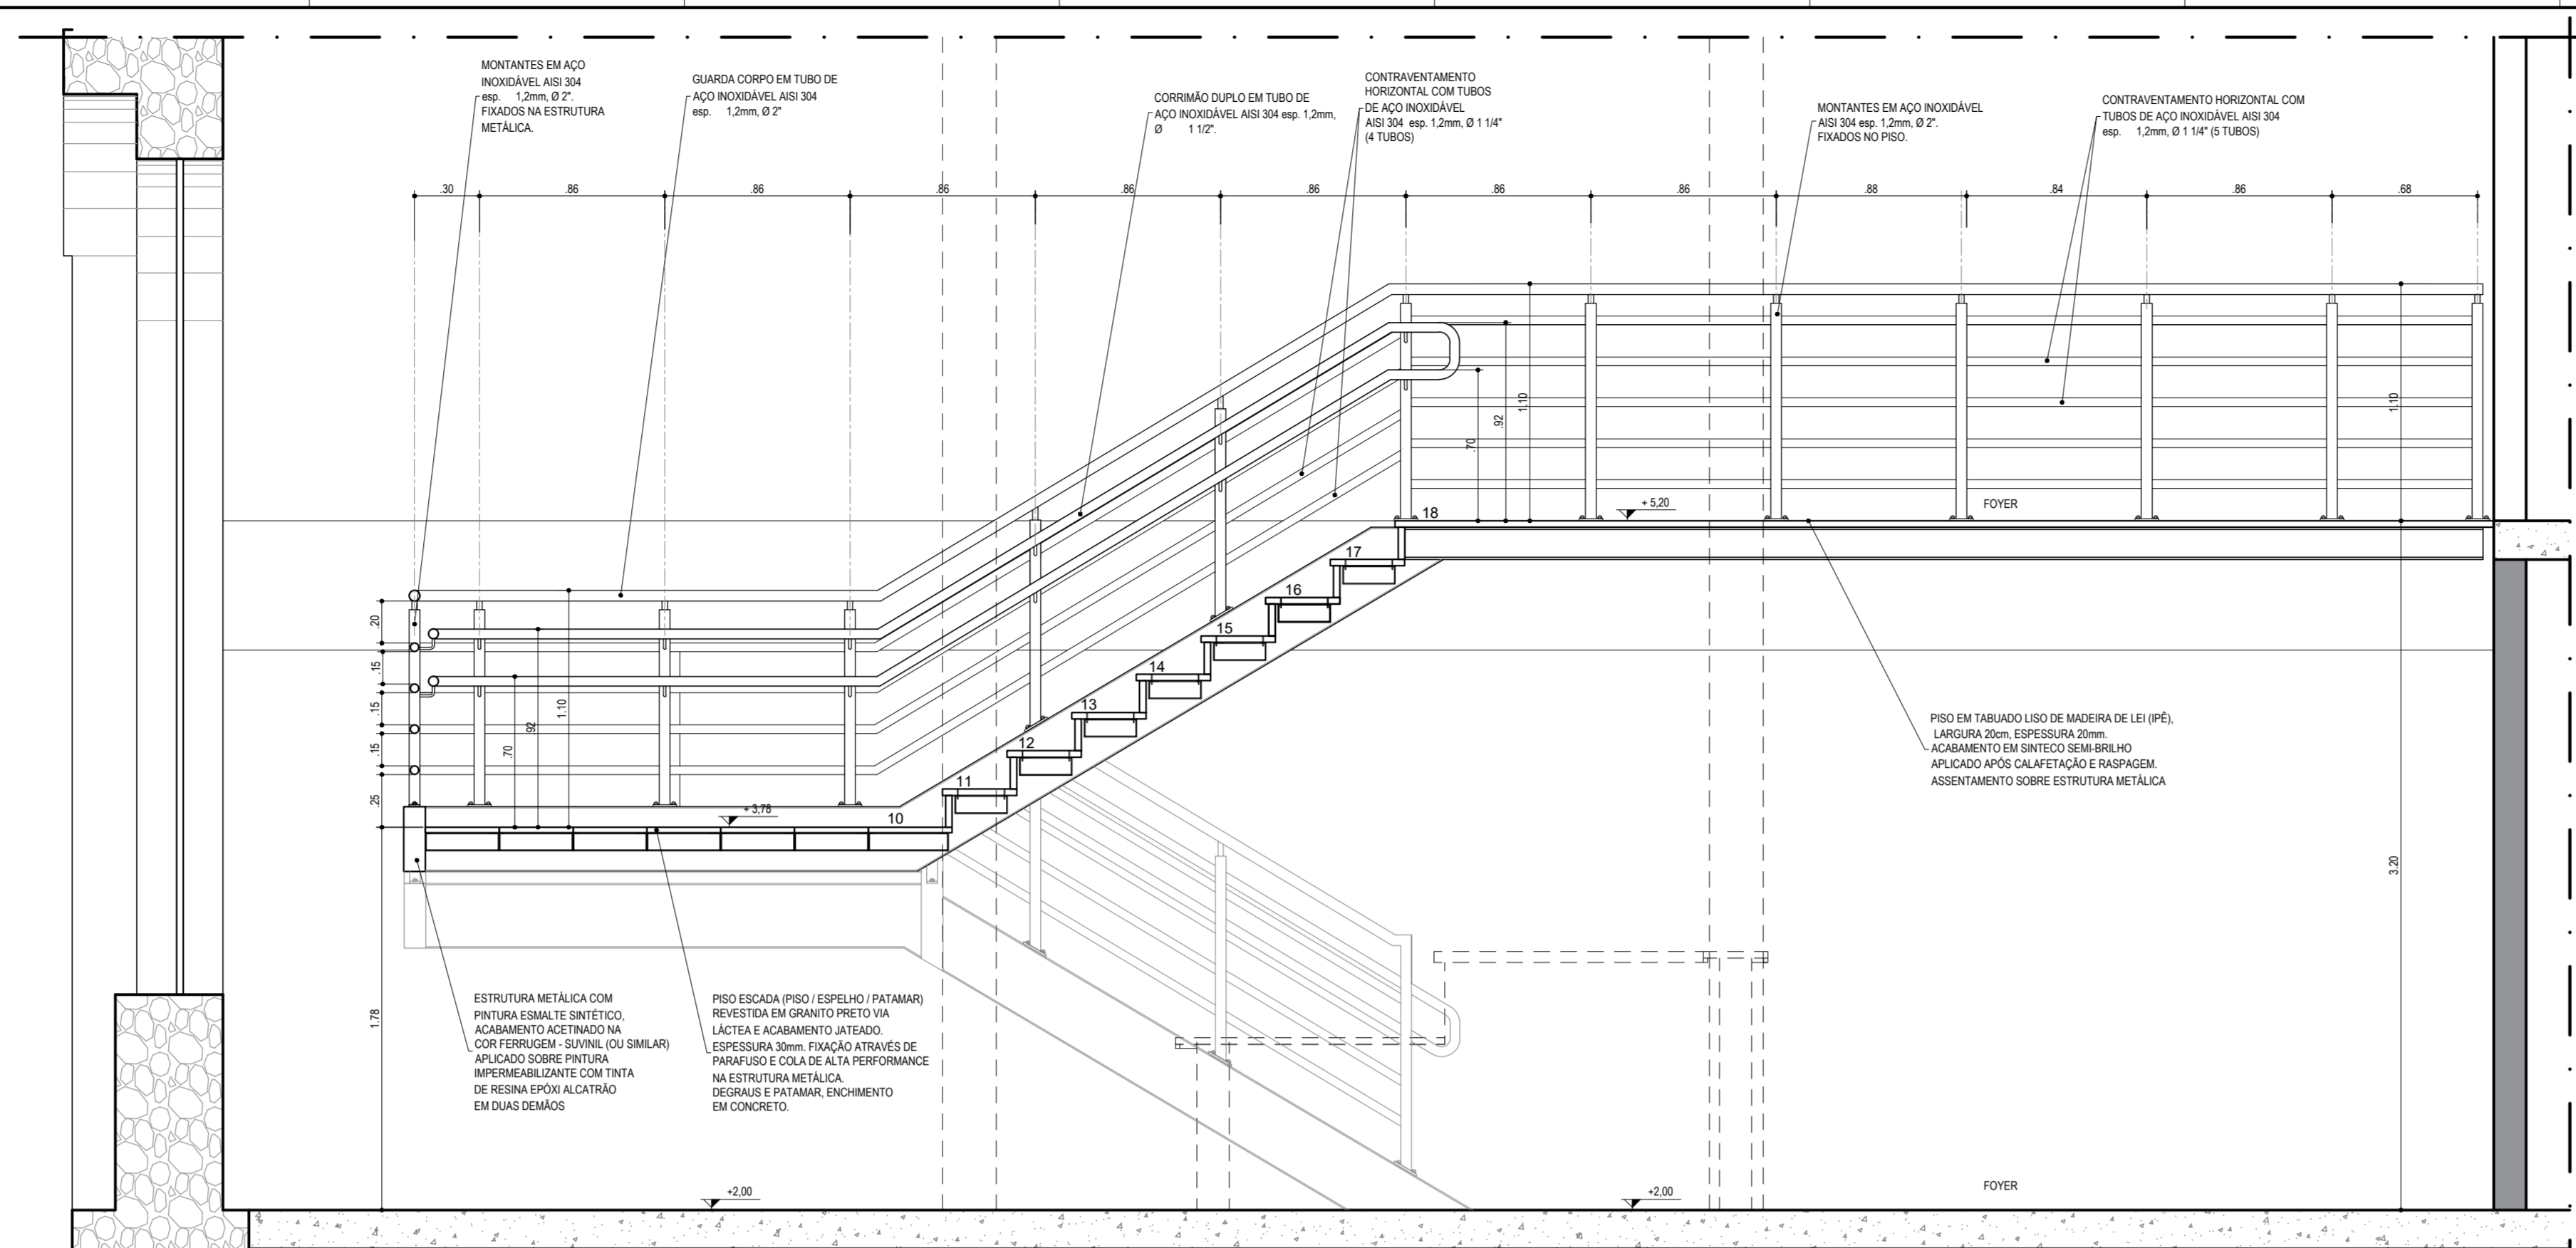 MONTANTES EM AÇO
INOXIDÁVEL AISI 304
esp. 1,2mm, Ø 2".
FIXADOS NA ESTRUTURA
METÁLICA.
GUARDA CORPO EM TUBO DE
AÇO INOXIDÁVEL AISI 304
esp. 1,2mm, Ø 2"
CORRIMÃO DUPLO EM TUBO DE
AÇO INOXIDÁVEL AISI 304 esp. 1,2mm,
Ø 1 1/2".
CONTRAVENTAMENTO
HORIZONTAL COM TUBOS
DE AÇO INOXIDÁVEL
AISI 304 esp. 1,2mm, Ø 1 1/4"
(4 TUBOS)
MONTANTES EM AÇO INOXIDÁVEL
AISI 304 esp. 1,2mm, Ø 2".
FIXADOS NO PISO.
CONTRAVENTAMENTO HORIZONTAL COM
TUBOS DE AÇO INOXIDÁVEL AISI 304
esp. 1,2mm, Ø 1 1/4" (5 TUBOS)
.30 .86 .86 .86 .86 .86 .86 .86 .88 .84 .86 .68
.70
.92
1.10
1.10
+ 5,20
FOYER
18
17
16
15
14
13
12
11
10
+ 3,78
.20
.15
.15
.15
.25
.70
.92
1.10
1.78
3.20
PISO EM TABUADO LISO DE MADEIRA DE LEI (IPÊ),
LARGURA 20cm, ESPESSURA 20mm.
ACABAMENTO EM SINTECO SEMI-BRILHO
APLICADO APÓS CALAFETAÇÃO E RASPAGEM.
ASSENTAMENTO SOBRE ESTRUTURA METÁLICA
ESTRUTURA METÁLICA COM
PINTURA ESMALTE SINTÉTICO,
ACABAMENTO ACETINADO NA
COR FERRUGEM - SUVINIL (OU SIMILAR)
APLICADO SOBRE PINTURA
IMPERMEABILIZANTE COM TINTA
DE RESINA EPÓXI ALCATRÃO
EM DUAS DEMÃOS
PISO ESCADA (PISO / ESPELHO / PATAMAR)
REVESTIDA EM GRANITO PRETO VIA
LÁCTEA E ACABAMENTO JATEADO.
ESPESSURA 30mm. FIXAÇÃO ATRAVÉS DE
PARAFUSO E COLA DE ALTA PERFORMANCE
NA ESTRUTURA METÁLICA.
DEGRAUS E PATAMAR, ENCHIMENTO
EM CONCRETO.
+2,00
+2,00
FOYER